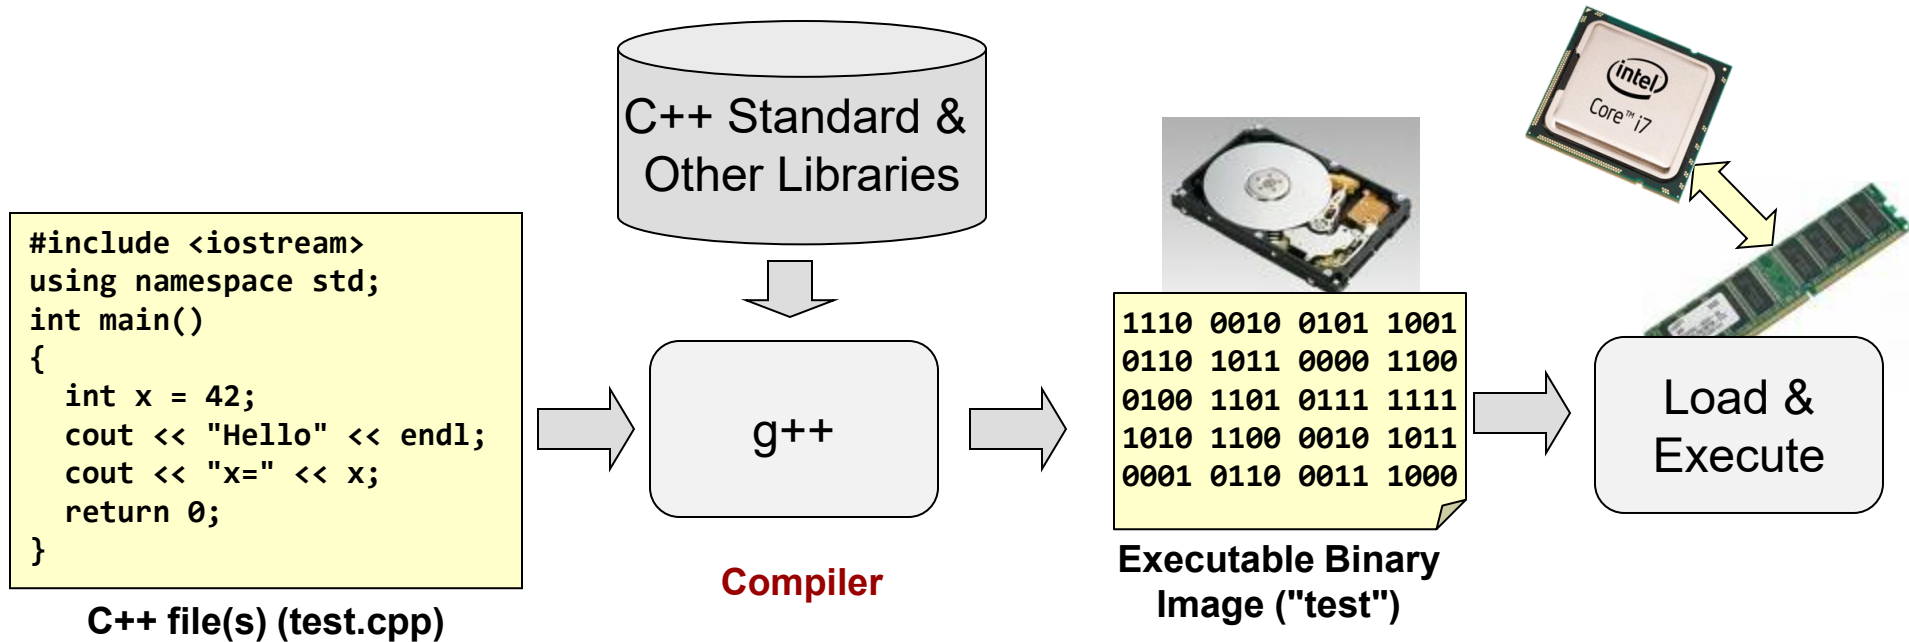 C++ Standard &
Other Libraries
intel
Core™ i7
#include <iostream>
using namespace std;
int main()
{
  int x = 42;
  cout << "Hello" << endl;
  cout << "x=" << x;
  return 0;
}
g++
1110 0010 0101 1001
0110 1011 0000 1100
0100 1101 0111 1111
1010 1100 0010 1011
0001 0110 0011 1000
Load &
Execute
Compiler
Executable Binary
Image ("test")
C++ file(s) (test.cpp)